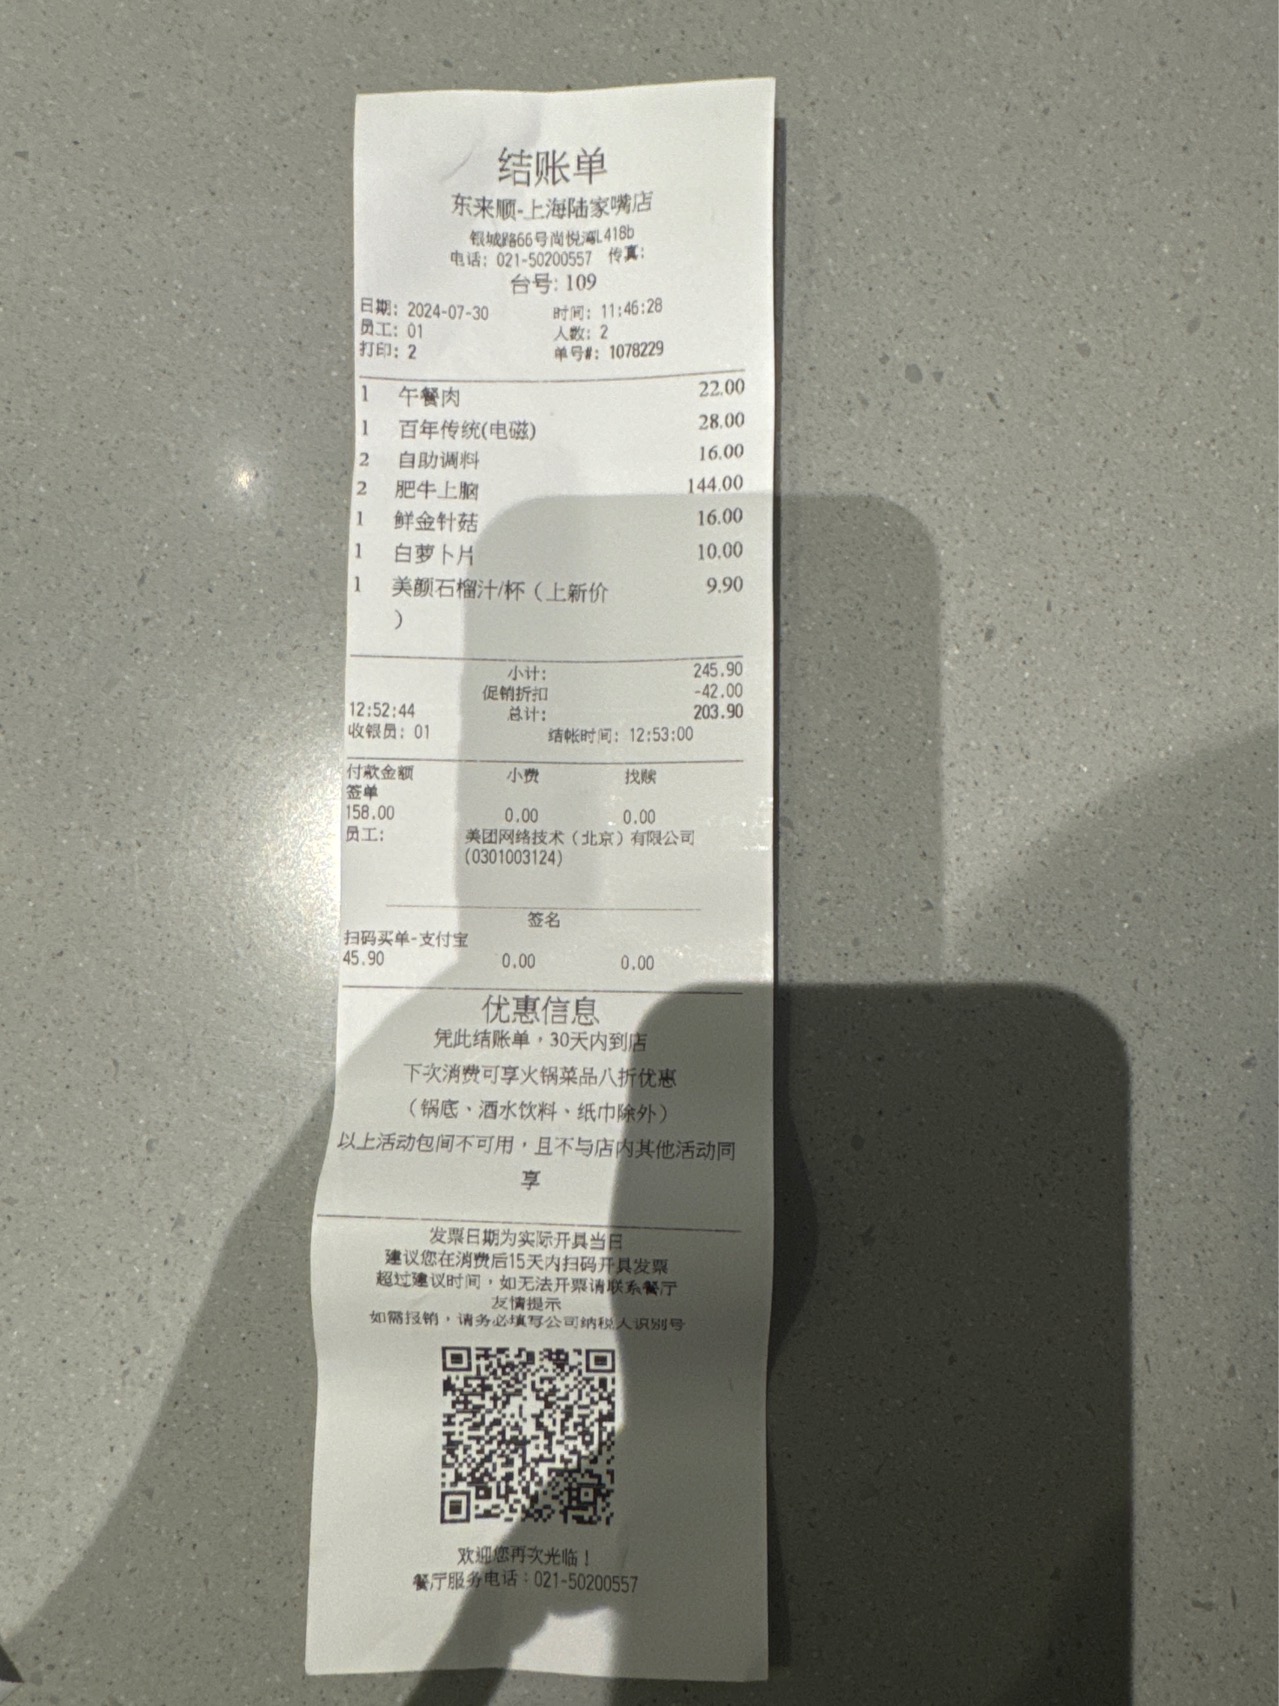 结账单
东来顺-上海陆家嘴店
银城路66号尚悦湾L418b
电话: 021-50200557 传真:
台号: 109
日期: 2024-07-30 时间: 11:46:28
员工: 01 人数: 2
打印: 2 单号#: 1078229
1 午餐肉 22.00
1 百年传统(电磁) 28.00
2 自助调料 16.00
2 肥牛上脑 144.00
1 鲜金针菇 16.00
1 白萝卜片 10.00
1 美颜石榴汁/杯（上新价 9.90
）
小计: 245.90
促销折扣 -42.00
12:52:44 总计: 203.90
收银员: 01 结帐时间: 12:53:00
付款金额 小费 找赎
签单
158.00 0.00 0.00
员工: 美团网络技术（北京）有限公司
(0301003124)
签名
扫码买单-支付宝
45.90 0.00 0.00
优惠信息
凭此结账单，30天内到店
下次消费可享火锅菜品八折优惠
（锅底、酒水饮料、纸巾除外）
以上活动包间不可用，且不与店内其他活动同
享
发票日期为实际开具当日
建议您在消费后15天内扫码开具发票
超过建议时间，如无法开票请联系餐厅
友情提示
如需报销，请务必填写公司纳税人识别号
欢迎您再次光临！
餐厅服务电话：021-50200557